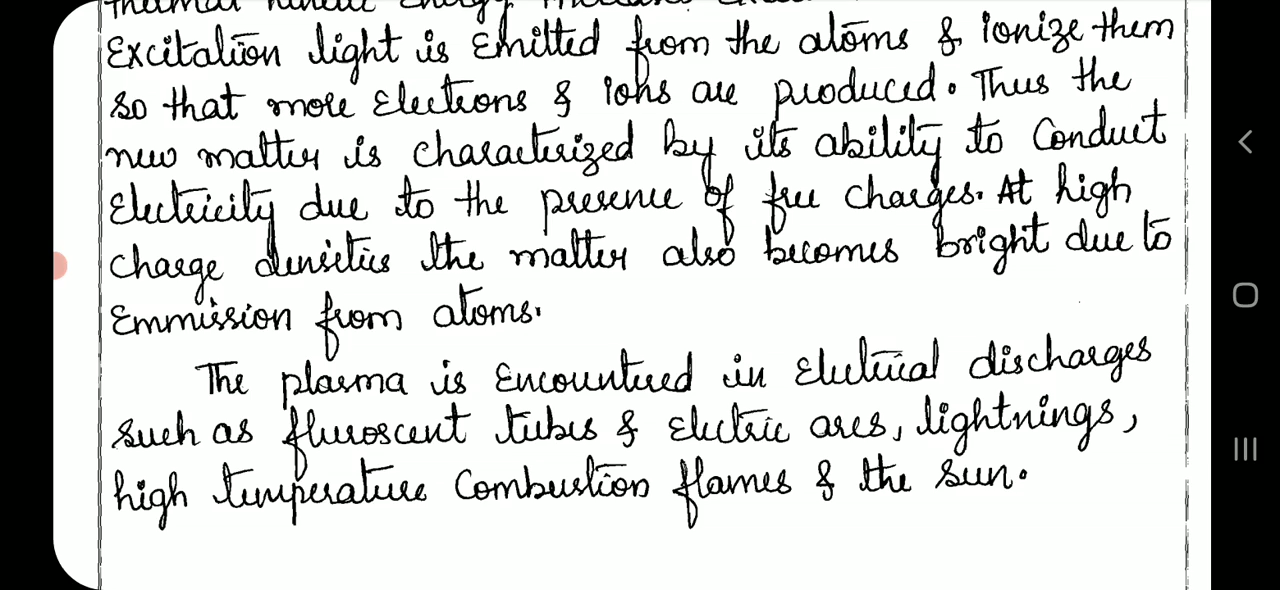 Excitation light is Emitted from the atoms & ionize them
so that more Electrons & ions are produced. Thus the
new matter is characterized by its ability to Conduct
Electricity due to the presence of free charges. At high
charge densities the matter also becomes bright due to
Emmission from atoms.
The plasma is Encountered in Electrical discharges
such as fluroscent tubes & Electric arcs, lightnings,
high temperature Combustion flames & the sun.